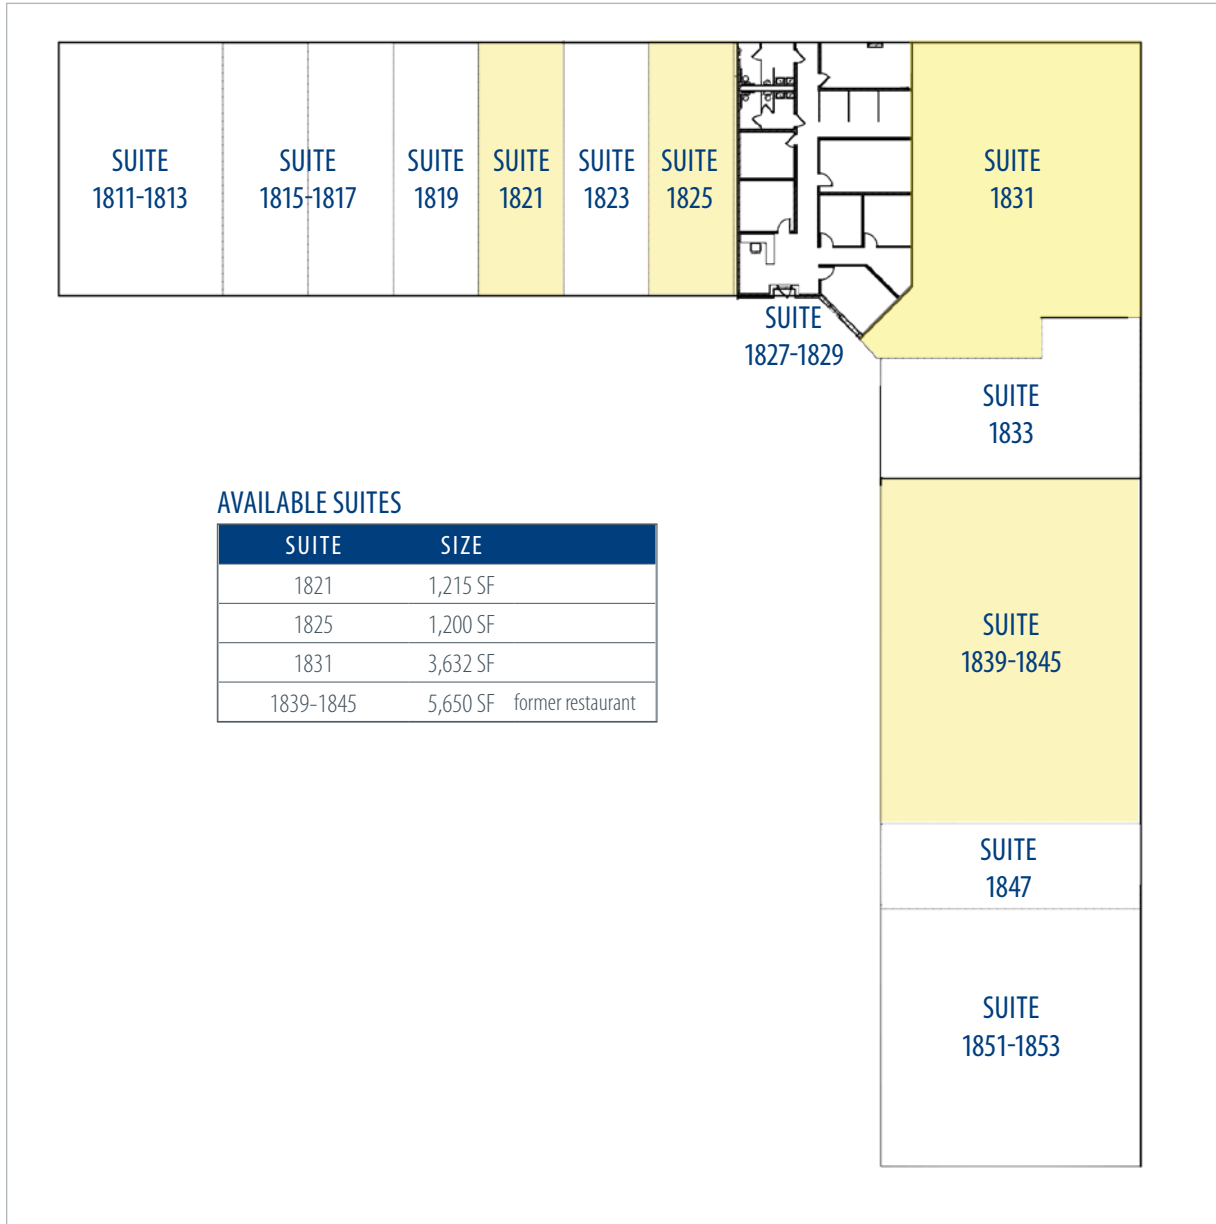 SUITE
1811-1813
SUITE
1815-1817
SUITE
1819
SUITE
1821
SUITE
1823
SUITE
1825
SUITE
1831
SUITE
1827-1829
SUITE
1833
AVAILABLE SUITES
SUITE SIZE
1821 1,215 SF
1825 1,200 SF
1831 3,632 SF
1839-1845 5,650 SF former restaurant
SUITE
1839-1845
SUITE
1847
SUITE
1851-1853